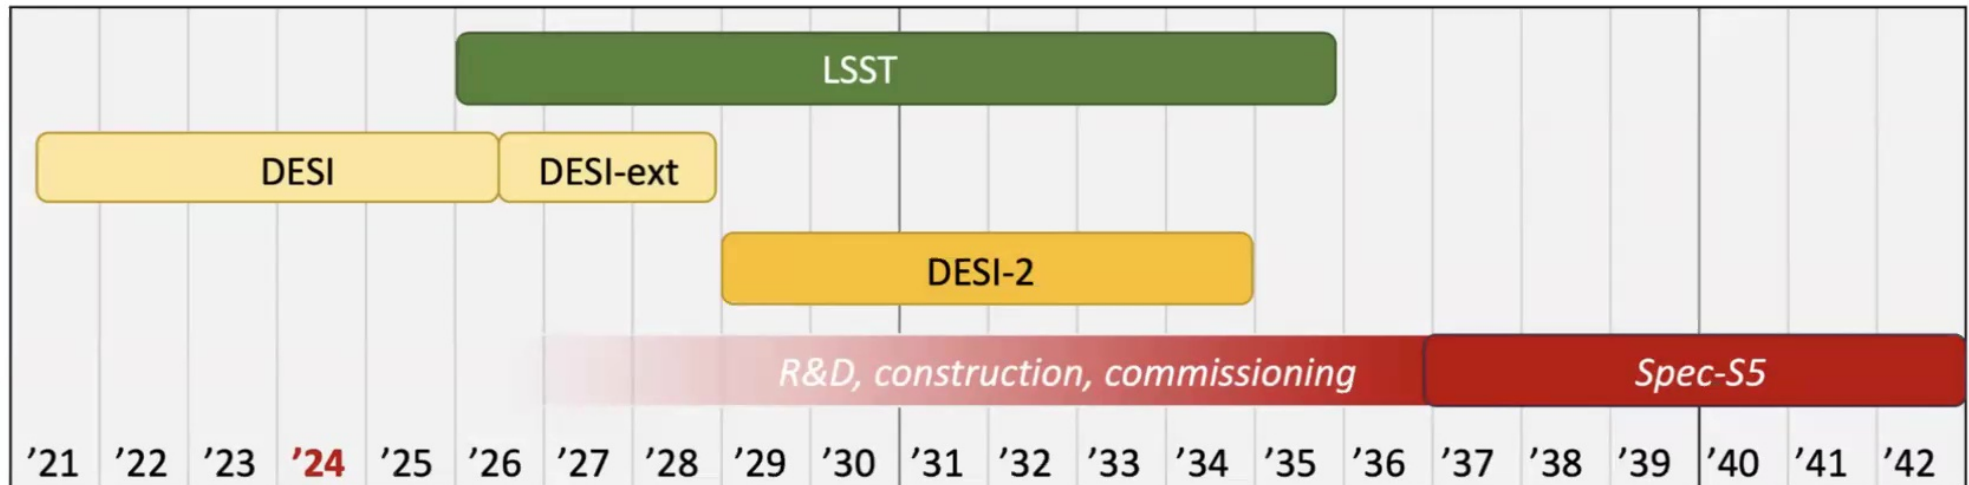 LSST
DESI DESI-ext
DESI-2
R&D, construction, commissioning Spec-S5
’21 ’22 ’23 ’24 ’25 ’26 ’27 ’28 ’29 ’30 ’31 ’32 ’33 ’34 ’35 ’36 ’37 ’38 ’39 ’40 ’41 ’42